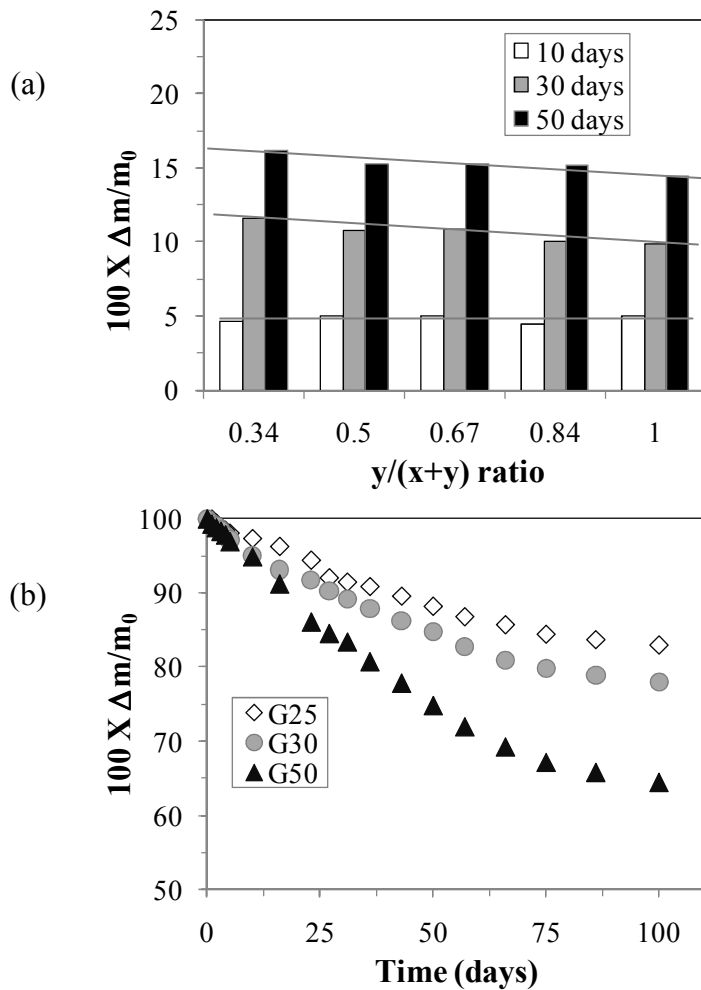 (a)
100 X Δm/m₀
25
20
15
10
5
0
10 days
30 days
50 days
0.34 0.5 0.67 0.84 1
y/(x+y) ratio
(b)
100 X Δm/m₀
100
90
80
70
60
50
G25
G30
G50
0 25 50 75 100
Time (days)